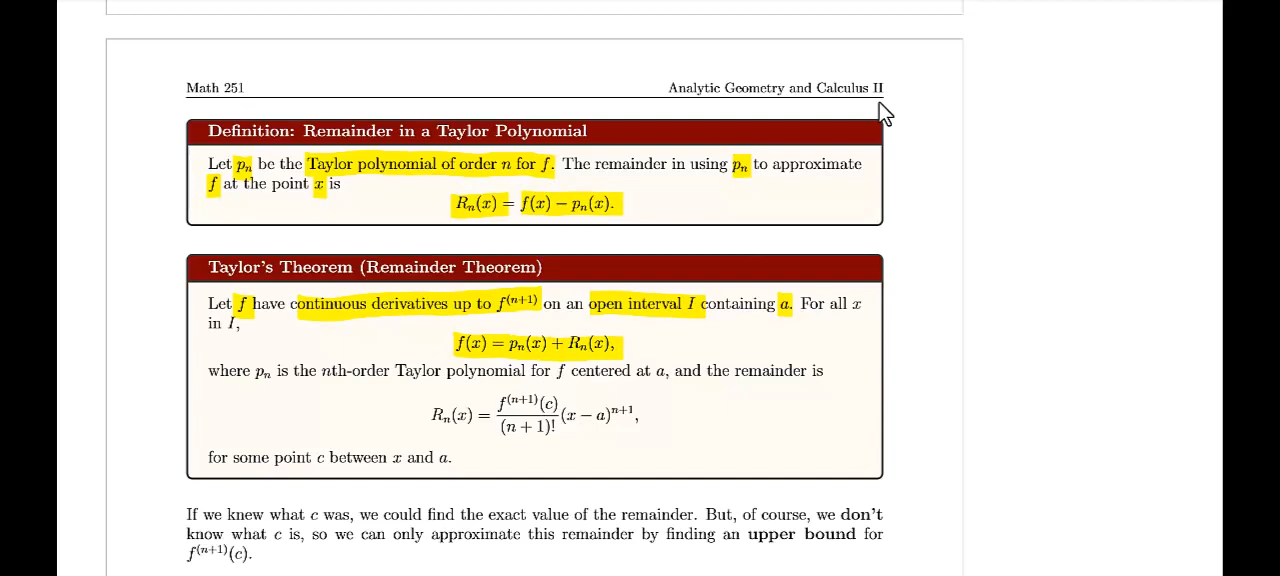 Math 251 Analytic Geometry and Calculus II
Definition: Remainder in a Taylor Polynomial
Let pₙ be the Taylor polynomial of order n for f. The remainder in using pₙ to approximate
f at the point x is
Rₙ(x) = f(x) − pₙ(x).
Taylor's Theorem (Remainder Theorem)
Let f have continuous derivatives up to f⁽ⁿ⁺¹⁾ on an open interval I containing a. For all x
in I,
f(x) = pₙ(x) + Rₙ(x),
where pₙ is the nth-order Taylor polynomial for f centered at a, and the remainder is
Rₙ(x) = f⁽ⁿ⁺¹⁾(c)/(n + 1)! (x − a)ⁿ⁺¹,
for some point c between x and a.
If we knew what c was, we could find the exact value of the remainder. But, of course, we don't
know what c is, so we can only approximate this remainder by finding an upper bound for
f⁽ⁿ⁺¹⁾(c).